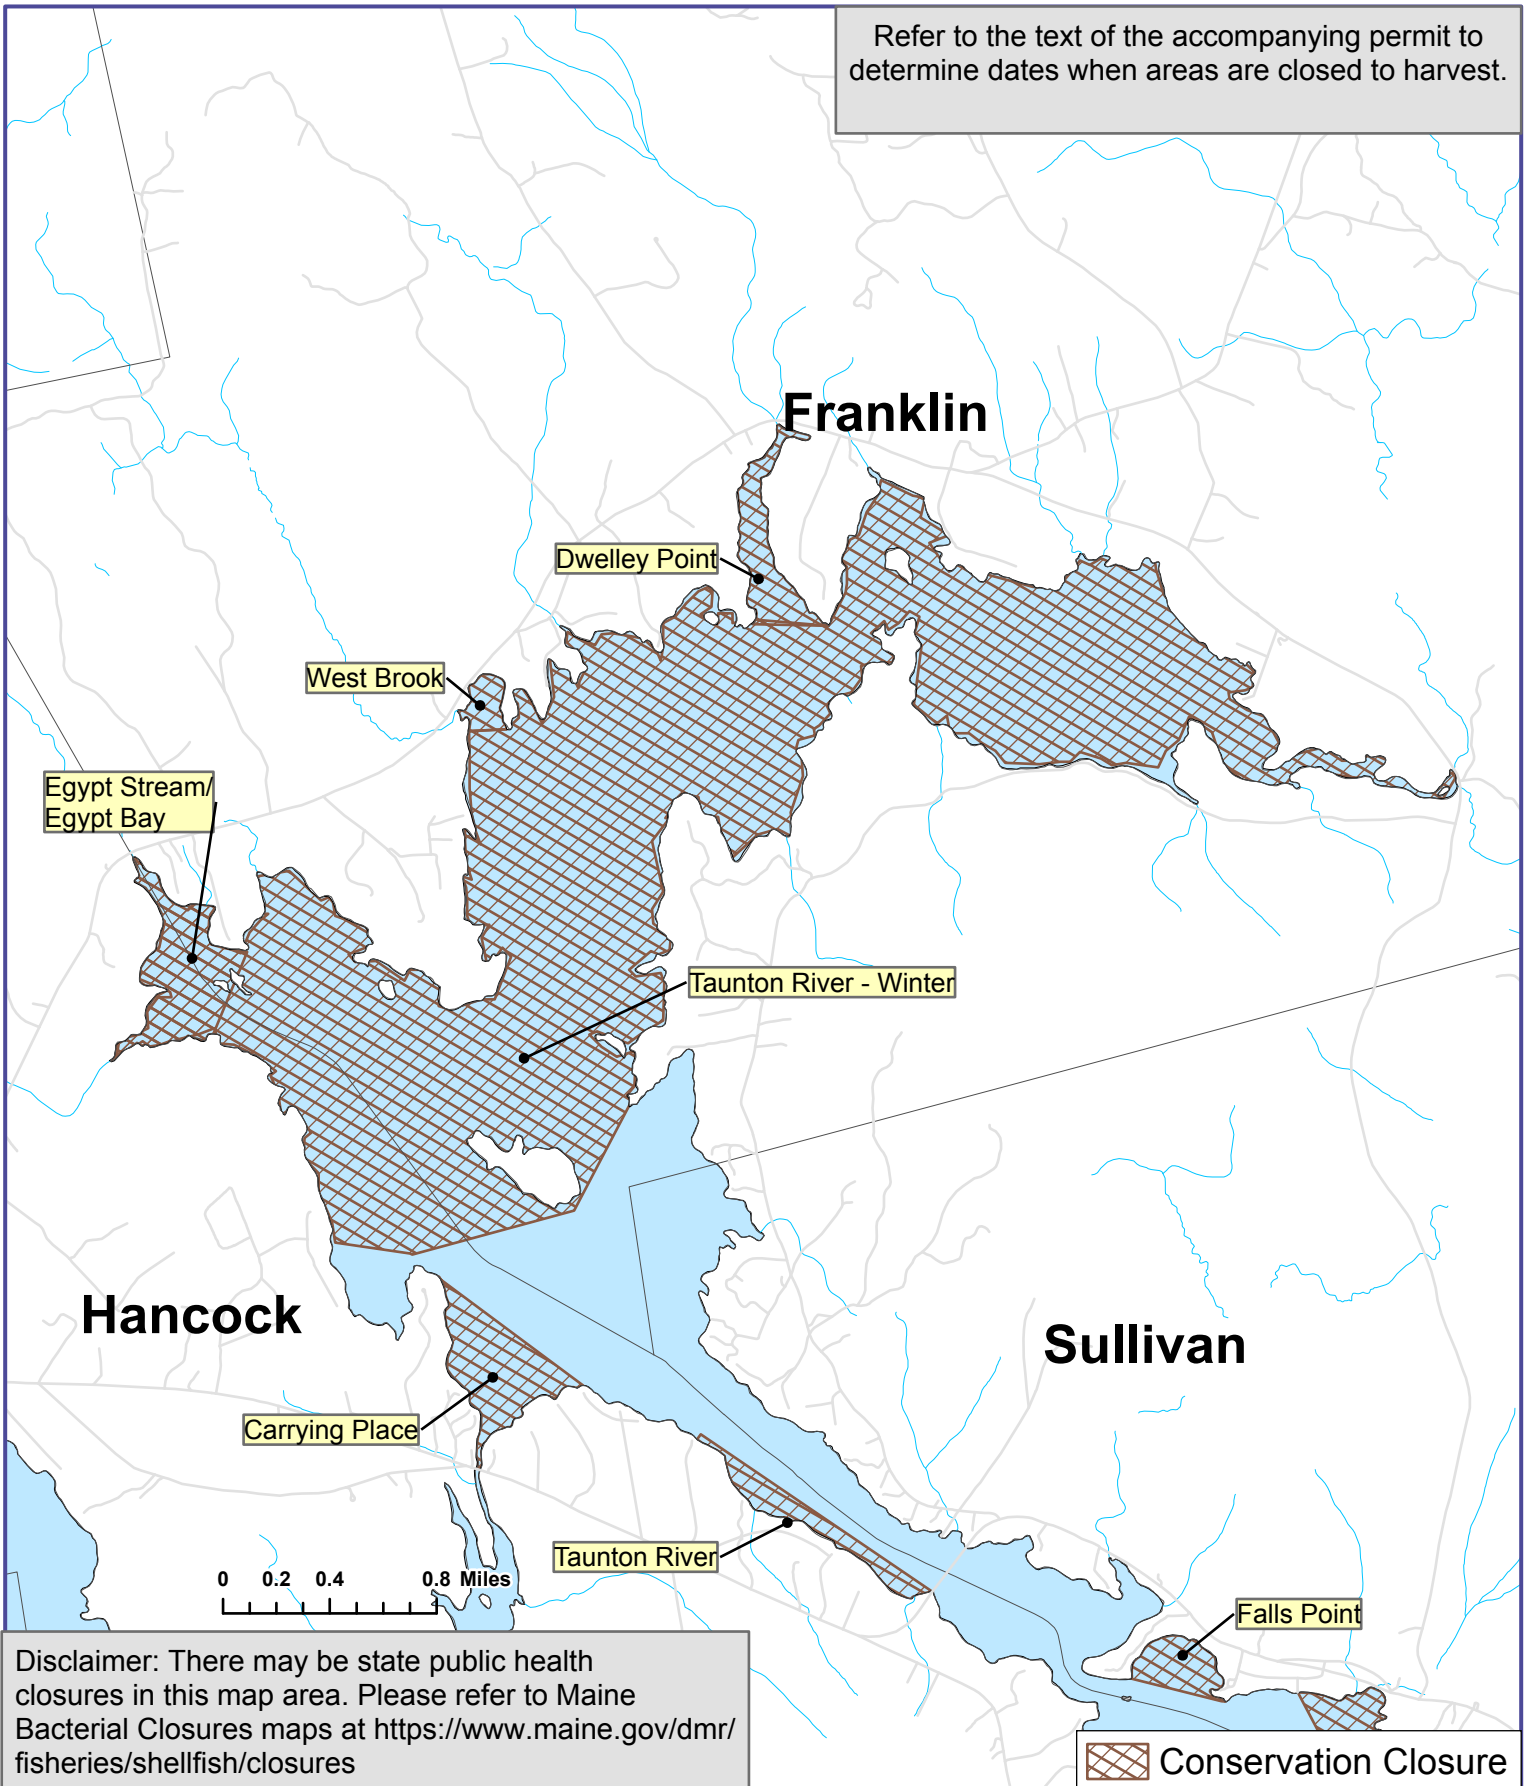 Refer to the text of the accompanying permit to
determine dates when areas are closed to harvest.
Franklin
Dwelley Point
West Brook
Egypt Stream/
Egypt Bay
Taunton River - Winter
Hancock
Sullivan
Carrying Place
Taunton River
0 0.2 0.4 0.8 Miles
Falls Point
Disclaimer: There may be state public health
closures in this map area. Please refer to Maine
Bacterial Closures maps at https://www.maine.gov/dmr/
fisheries/shellfish/closures
Conservation Closure